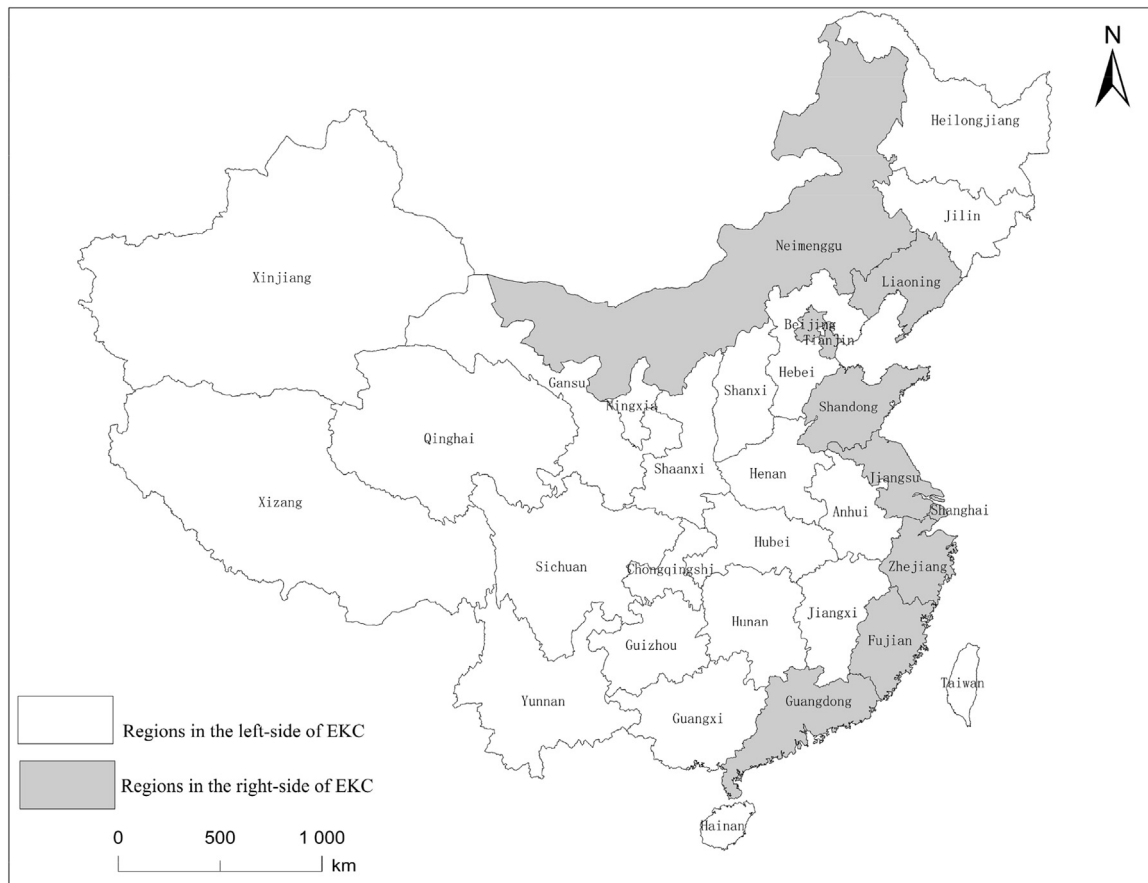 N
Heilongjiang
Jilin
Neimenggu
Xinjiang
Liaoning
Beijing
Tianjin
Hebei
Gansu
Shanxi
Ningxia
Shandong
Qinghai
Shaanxi
Henan
Jiangsu
Xizang
Anhui
Shanghai
Hubei
Sichuan
Chongqingshi
Zhejiang
Jiangxi
Hunan
Guizhou
Fujian
Taiwan
Yunnan
Guangdong
Guangxi
Regions in the left-side of EKC
Regions in the right-side of EKC
Hainan
0 500 1 000
km